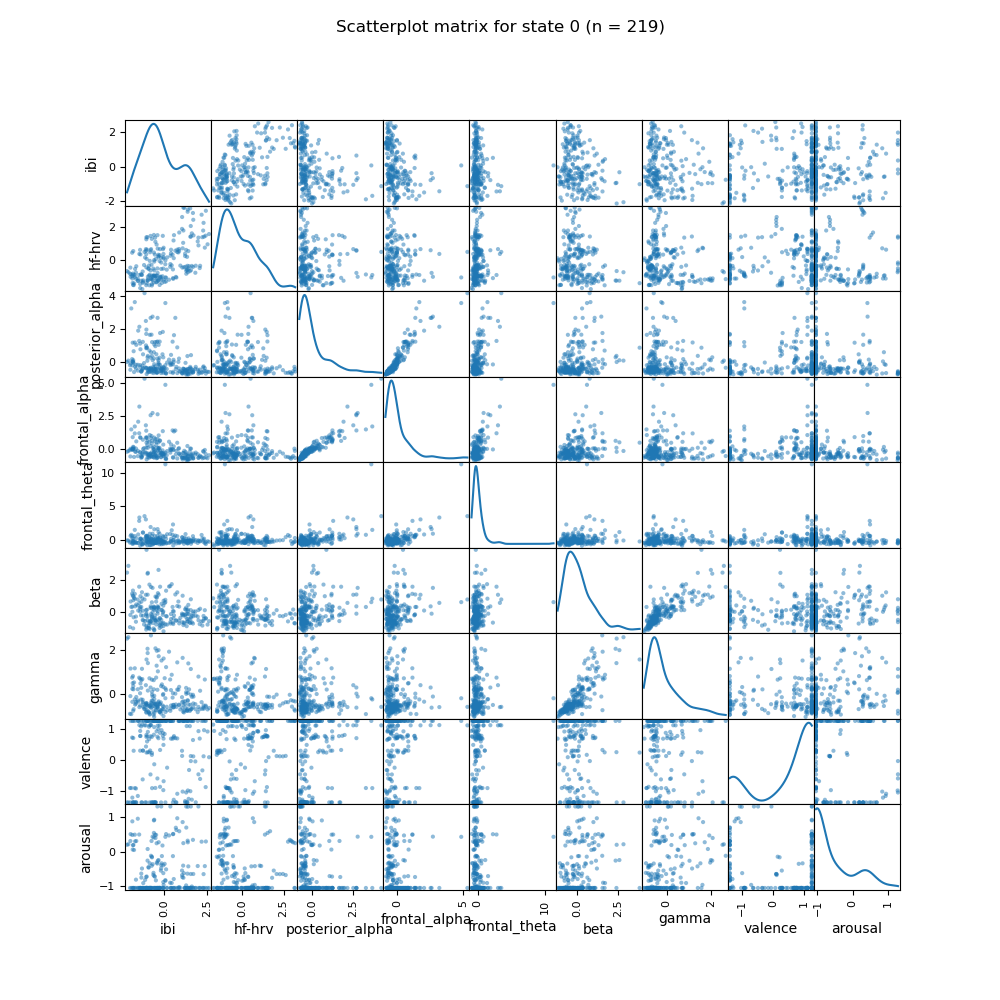 Scatterplot matrix for state 0 (n = 219)
ibi
2
0
-2
hf-hrv
2
0
posterior_alpha
4
2
0
frontal_alpha
5.0
2.5
0.0
frontal_theta
10
5
0
beta
2
0
gamma
2
0
valence
1
0
−1
arousal
1
0
−1
0.0 2.5 0.0 2.5 0.0 2.5 0 5 0 10 0.0 2.5 0 2 −1 0 1 −1 0 1
ibi hf-hrv posterior_alpha frontal_alpha frontal_theta beta gamma valence arousal